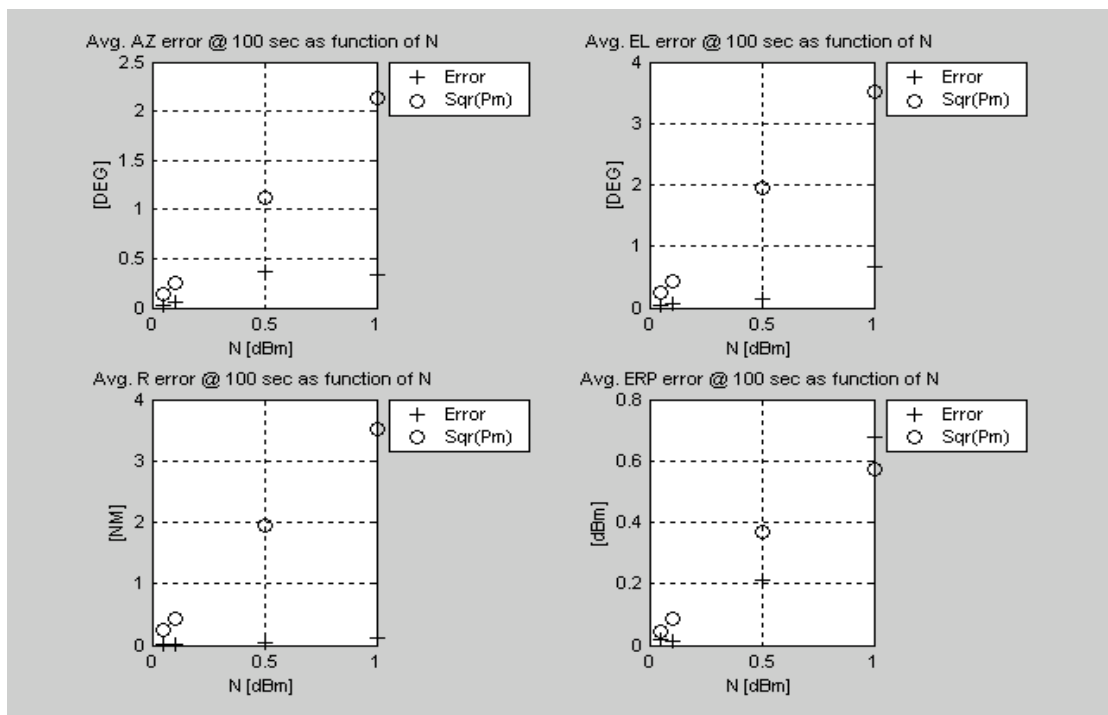 Avg. AZ error @ 100 sec as function of N
2.5
2
1.5
1
0.5
0
[DEG]
0
0.5
1
N [dBm]
Error
Sqr(Pm)
Avg. EL error @ 100 sec as function of N
4
3
2
1
0
[DEG]
0
0.5
1
N [dBm]
Error
Sqr(Pm)
Avg. R error @ 100 sec as function of N
4
3
2
1
0
[NM]
0
0.5
1
N [dBm]
Error
Sqr(Pm)
Avg. ERP error @ 100 sec as function of N
0.8
0.6
0.4
0.2
0
[dBm]
0
0.5
1
N [dBm]
Error
Sqr(Pm)